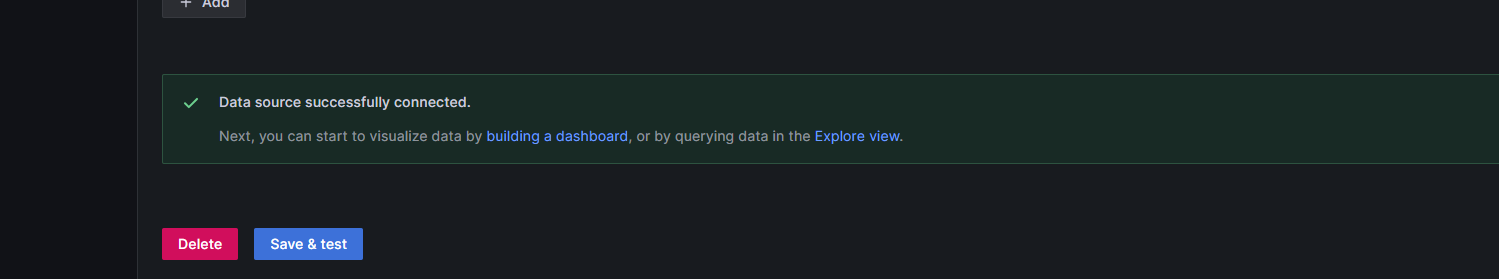 + Add
Data source successfully connected.
Next, you can start to visualize data by building a dashboard, or by querying data in the Explore view.
Delete Save & test